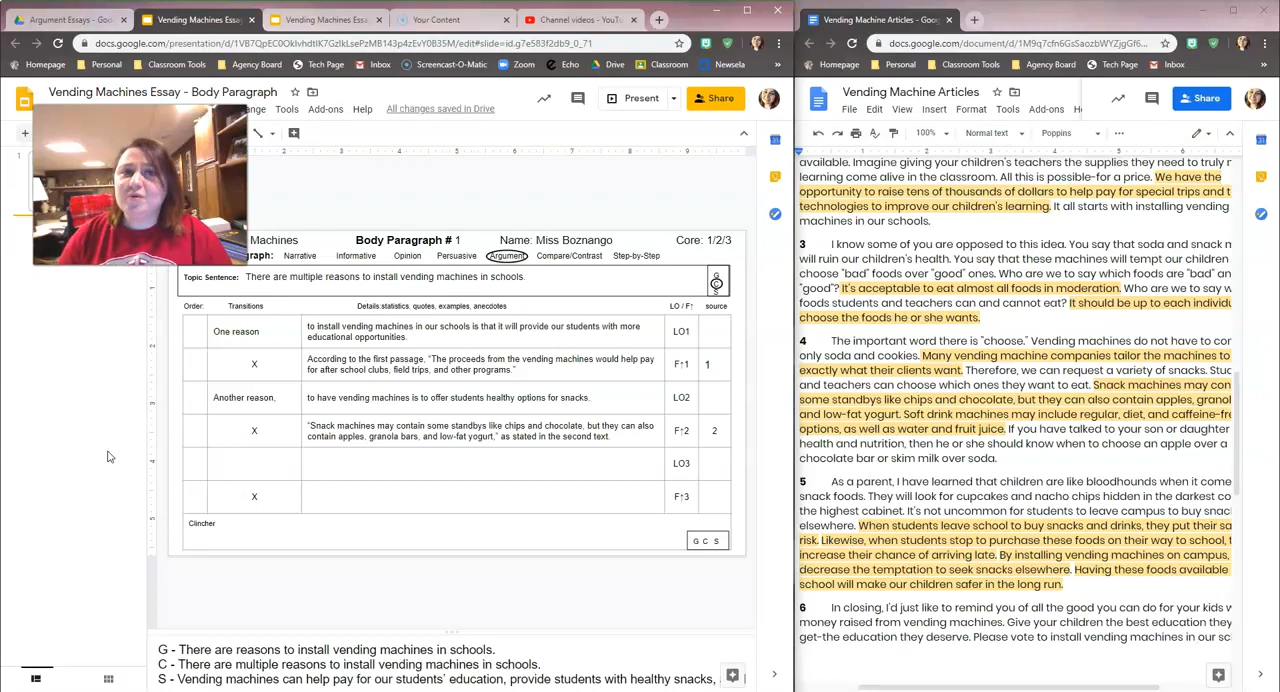 Argument Essays - Goo
Vending Machines Essa
Vending Machines Essa
Your Content
Channel videos - YouTu
Vending Machine Articles - Goog
docs.google.com/presentation/d/1VB7QpEC0OkIvhdtIK7GzIkLsePzMB143p4zEvY0B35M/edit#slide=id.g7e583f2db9_0_71
docs.google.com/document/d/1M9q7cfn6GsSaozbWYZjgGf6...
Homepage Personal Classroom Tools Agency Board Tech Page Inbox Screencast-O-Matic Zoom Echo Drive Classroom Newsela »
Homepage Personal Classroom Tools Agency Board Tech Page Inbox »
Vending Machines Essay - Body Paragraph
Tools Add-ons Help All changes saved in Drive
Present
Share
Vending Machine Articles
File Edit View Insert Format Tools Add-ons
Share
100% Normal text Poppins
2 3 4 5 6 7 8 9
1
Machines Body Paragraph # 1 Name: Miss Boznango Core: 1/2/3
graph: Narrative Informative Opinion Persuasive Argument Compare/Contrast Step-by-Step
Topic Sentence: There are multiple reasons to install vending machines in schools.
G
C
S
Order: Transitions Details:statistics, quotes, examples, anecdotes LO / F↑ source
One reason to install vending machines in our schools is that it will provide our students with more LO1
educational opportunities.
X According to the first passage, “The proceeds from the vending machines would help pay F↑1 1
for after school clubs, field trips, and other programs.”
Another reason, to have vending machines is to offer students healthy options for snacks. LO2
X “Snack machines may contain some standbys like chips and chocolate, but they can also F↑2 2
contain apples, granola bars, and low-fat yogurt,” as stated in the second text.
LO3
X F↑3
Clincher
G C S
G - There are reasons to install vending machines in schools.
C - There are multiple reasons to install vending machines in schools.
S - Vending machines can help pay for our students’ education, provide students with healthy snacks,
available. Imagine giving your children's teachers the supplies they need to truly
learning come alive in the classroom. All this is possible-for a price. We have the
opportunity to raise tens of thousands of dollars to help pay for special trips and
technologies to improve our children's learning. It all starts with installing vending
machines in our schools.
3 I know some of you are opposed to this idea. You say that soda and snack
will ruin our children's health. You say that these machines will tempt our children
choose "bad" foods over "good" ones. Who are we to say which foods are "bad" an
"good"? It's acceptable to eat almost all foods in moderation. Who are we to say
foods students and teachers can and cannot eat? It should be up to each individu
choose the foods he or she wants.
4 The important word there is "choose." Vending machines do not have to con
only soda and cookies. Many vending machine companies tailor the machines to
exactly what their clients want. Therefore, we can request a variety of snacks. Stud
and teachers can choose which ones they want to eat. Snack machines may con
some standbys like chips and chocolate, but they can also contain apples, granol
and low-fat yogurt. Soft drink machines may include regular, diet, and caffeine-fre
options, as well as water and fruit juice. If you have talked to your son or daughter
health and nutrition, then he or she should know when to choose an apple over a
chocolate bar or skim milk over soda.
5 As a parent, I have learned that children are like bloodhounds when it come
snack foods. They will look for cupcakes and nacho chips hidden in the darkest co
the highest cabinet. It's not uncommon for students to leave campus to buy snac
elsewhere. When students leave school to buy snacks and drinks, they put their sa
risk. Likewise, when students stop to purchase these foods on their way to school,
increase their chance of arriving late. By installing vending machines on campus,
decrease the temptation to seek snacks elsewhere. Having these foods available
school will make our children safer in the long run.
6 In closing, I'd just like to remind you of all the good you can do for your kids
money raised from vending machines. Give your children the best education they
get-the education they deserve. Please vote to install vending machines in our